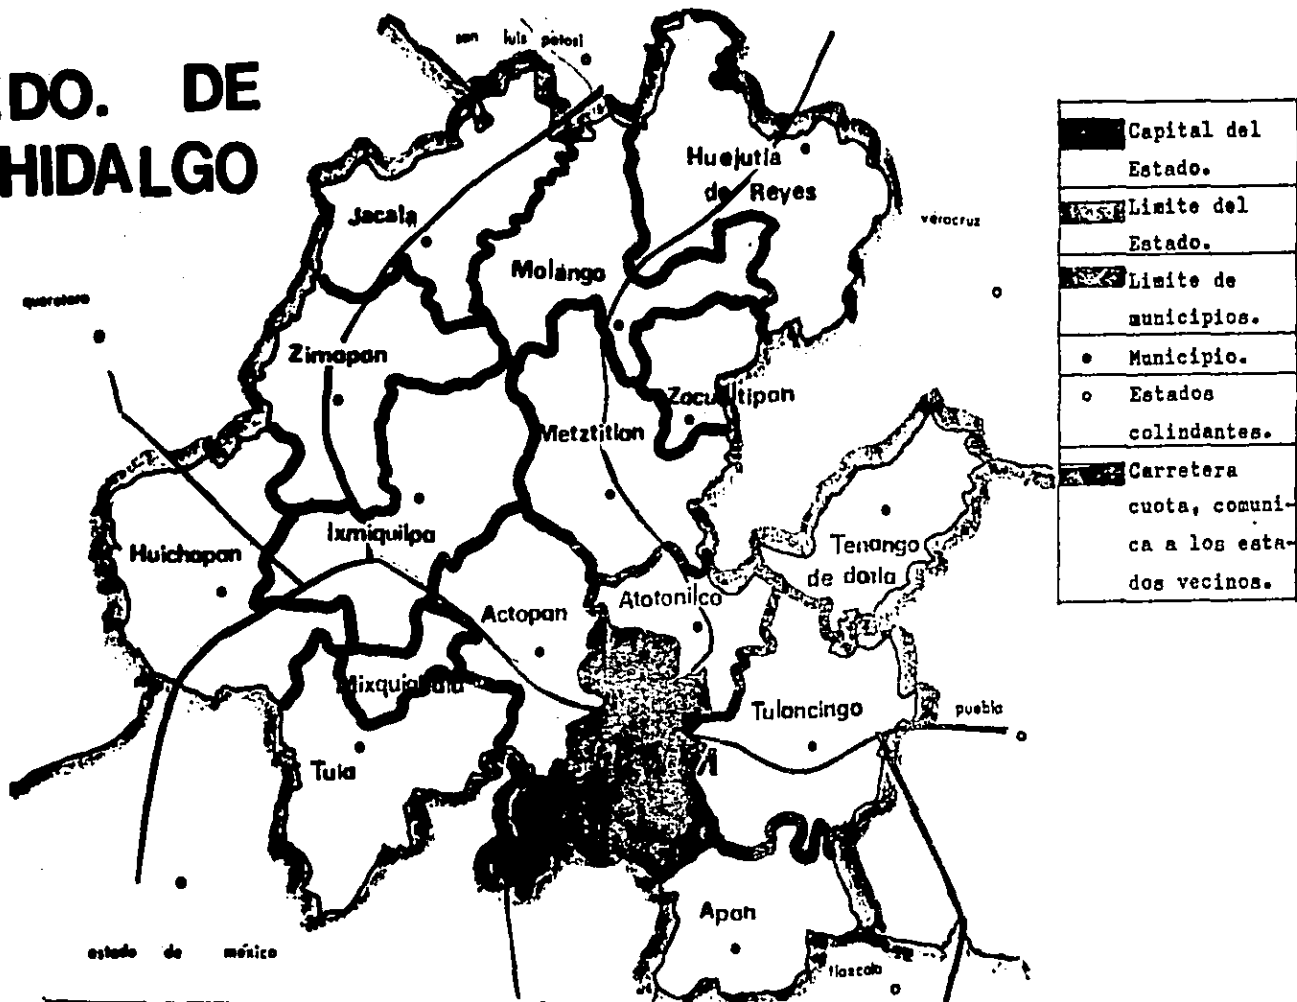 DO. DE
HIDALGO
san luis potosi
Huejutla
de Reyes
Jacala
veracruz
Molango
queretaro
Zimapan
Zacualtipan
Metztitlan
Ixmiquilpa
Huichapan
Tenango
de doria
Atotonilco
Actopan
Mixquiahuala
Tulancingo
puebla
Tula
Apan
estado de méxico
tlaxcala
Capital del
Estado.
Limite del
Estado.
Limite de
municipios.
Municipio.
Estados
colindantes.
Carretera
cuota, comuni-
ca a los esta-
dos vecinos.